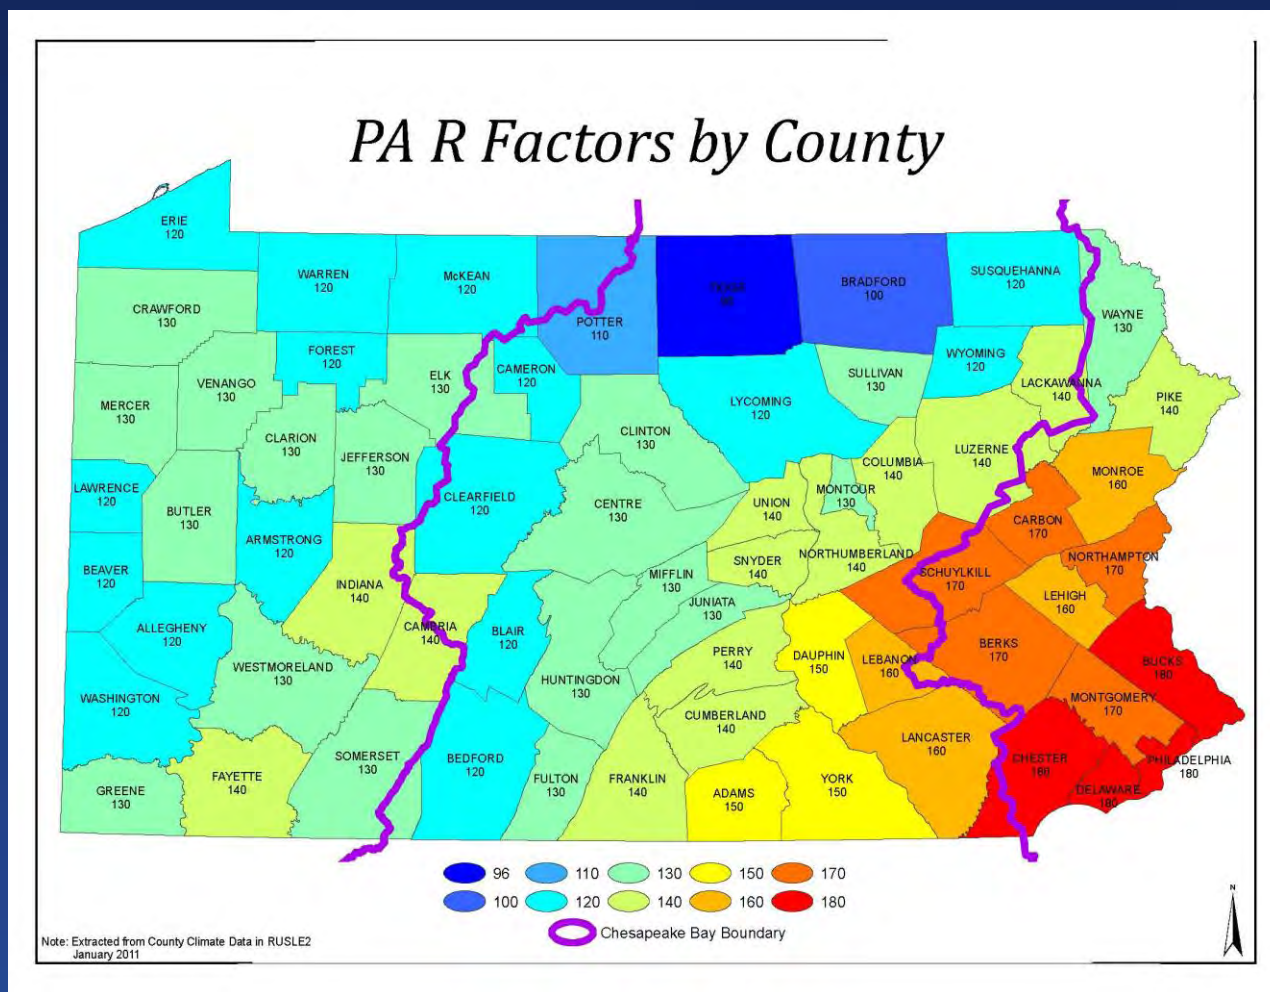 PA R Factors by County
ERIE
120
WARREN
120
McKEAN
120
POTTER
110
TIOGA
96
BRADFORD
100
SUSQUEHANNA
120
WAYNE
130
CRAWFORD
130
FOREST
120
ELK
130
CAMERON
120
SULLIVAN
130
WYOMING
120
LACKAWANNA
140
PIKE
140
VENANGO
130
MERCER
130
CLARION
130
JEFFERSON
130
CLINTON
130
LYCOMING
120
COLUMBIA
140
LUZERNE
140
MONROE
160
LAWRENCE
120
BUTLER
130
ARMSTRONG
120
CLEARFIELD
120
CENTRE
130
UNION
140
MONTOUR
130
CARBON
170
BEAVER
120
INDIANA
140
MIFFLIN
130
SNYDER
140
NORTHUMBERLAND
140
SCHUYLKILL
170
NORTHAMPTON
170
LEHIGH
160
ALLEGHENY
120
CAMBRIA
140
BLAIR
120
JUNIATA
130
PERRY
140
DAUPHIN
150
LEBANON
160
BERKS
170
BUCKS
180
WESTMORELAND
130
HUNTINGDON
130
WASHINGTON
120
CUMBERLAND
140
MONTGOMERY
170
LANCASTER
160
SOMERSET
130
BEDFORD
120
FULTON
130
FRANKLIN
140
ADAMS
150
YORK
150
CHESTER
180
PHILADELPHIA
180
DELAWARE
180
GREENE
130
FAYETTE
140
96 110 130 150 170
100 120 140 160 180
Chesapeake Bay Boundary
Note: Extracted from County Climate Data in RUSLE2
January 2011
N